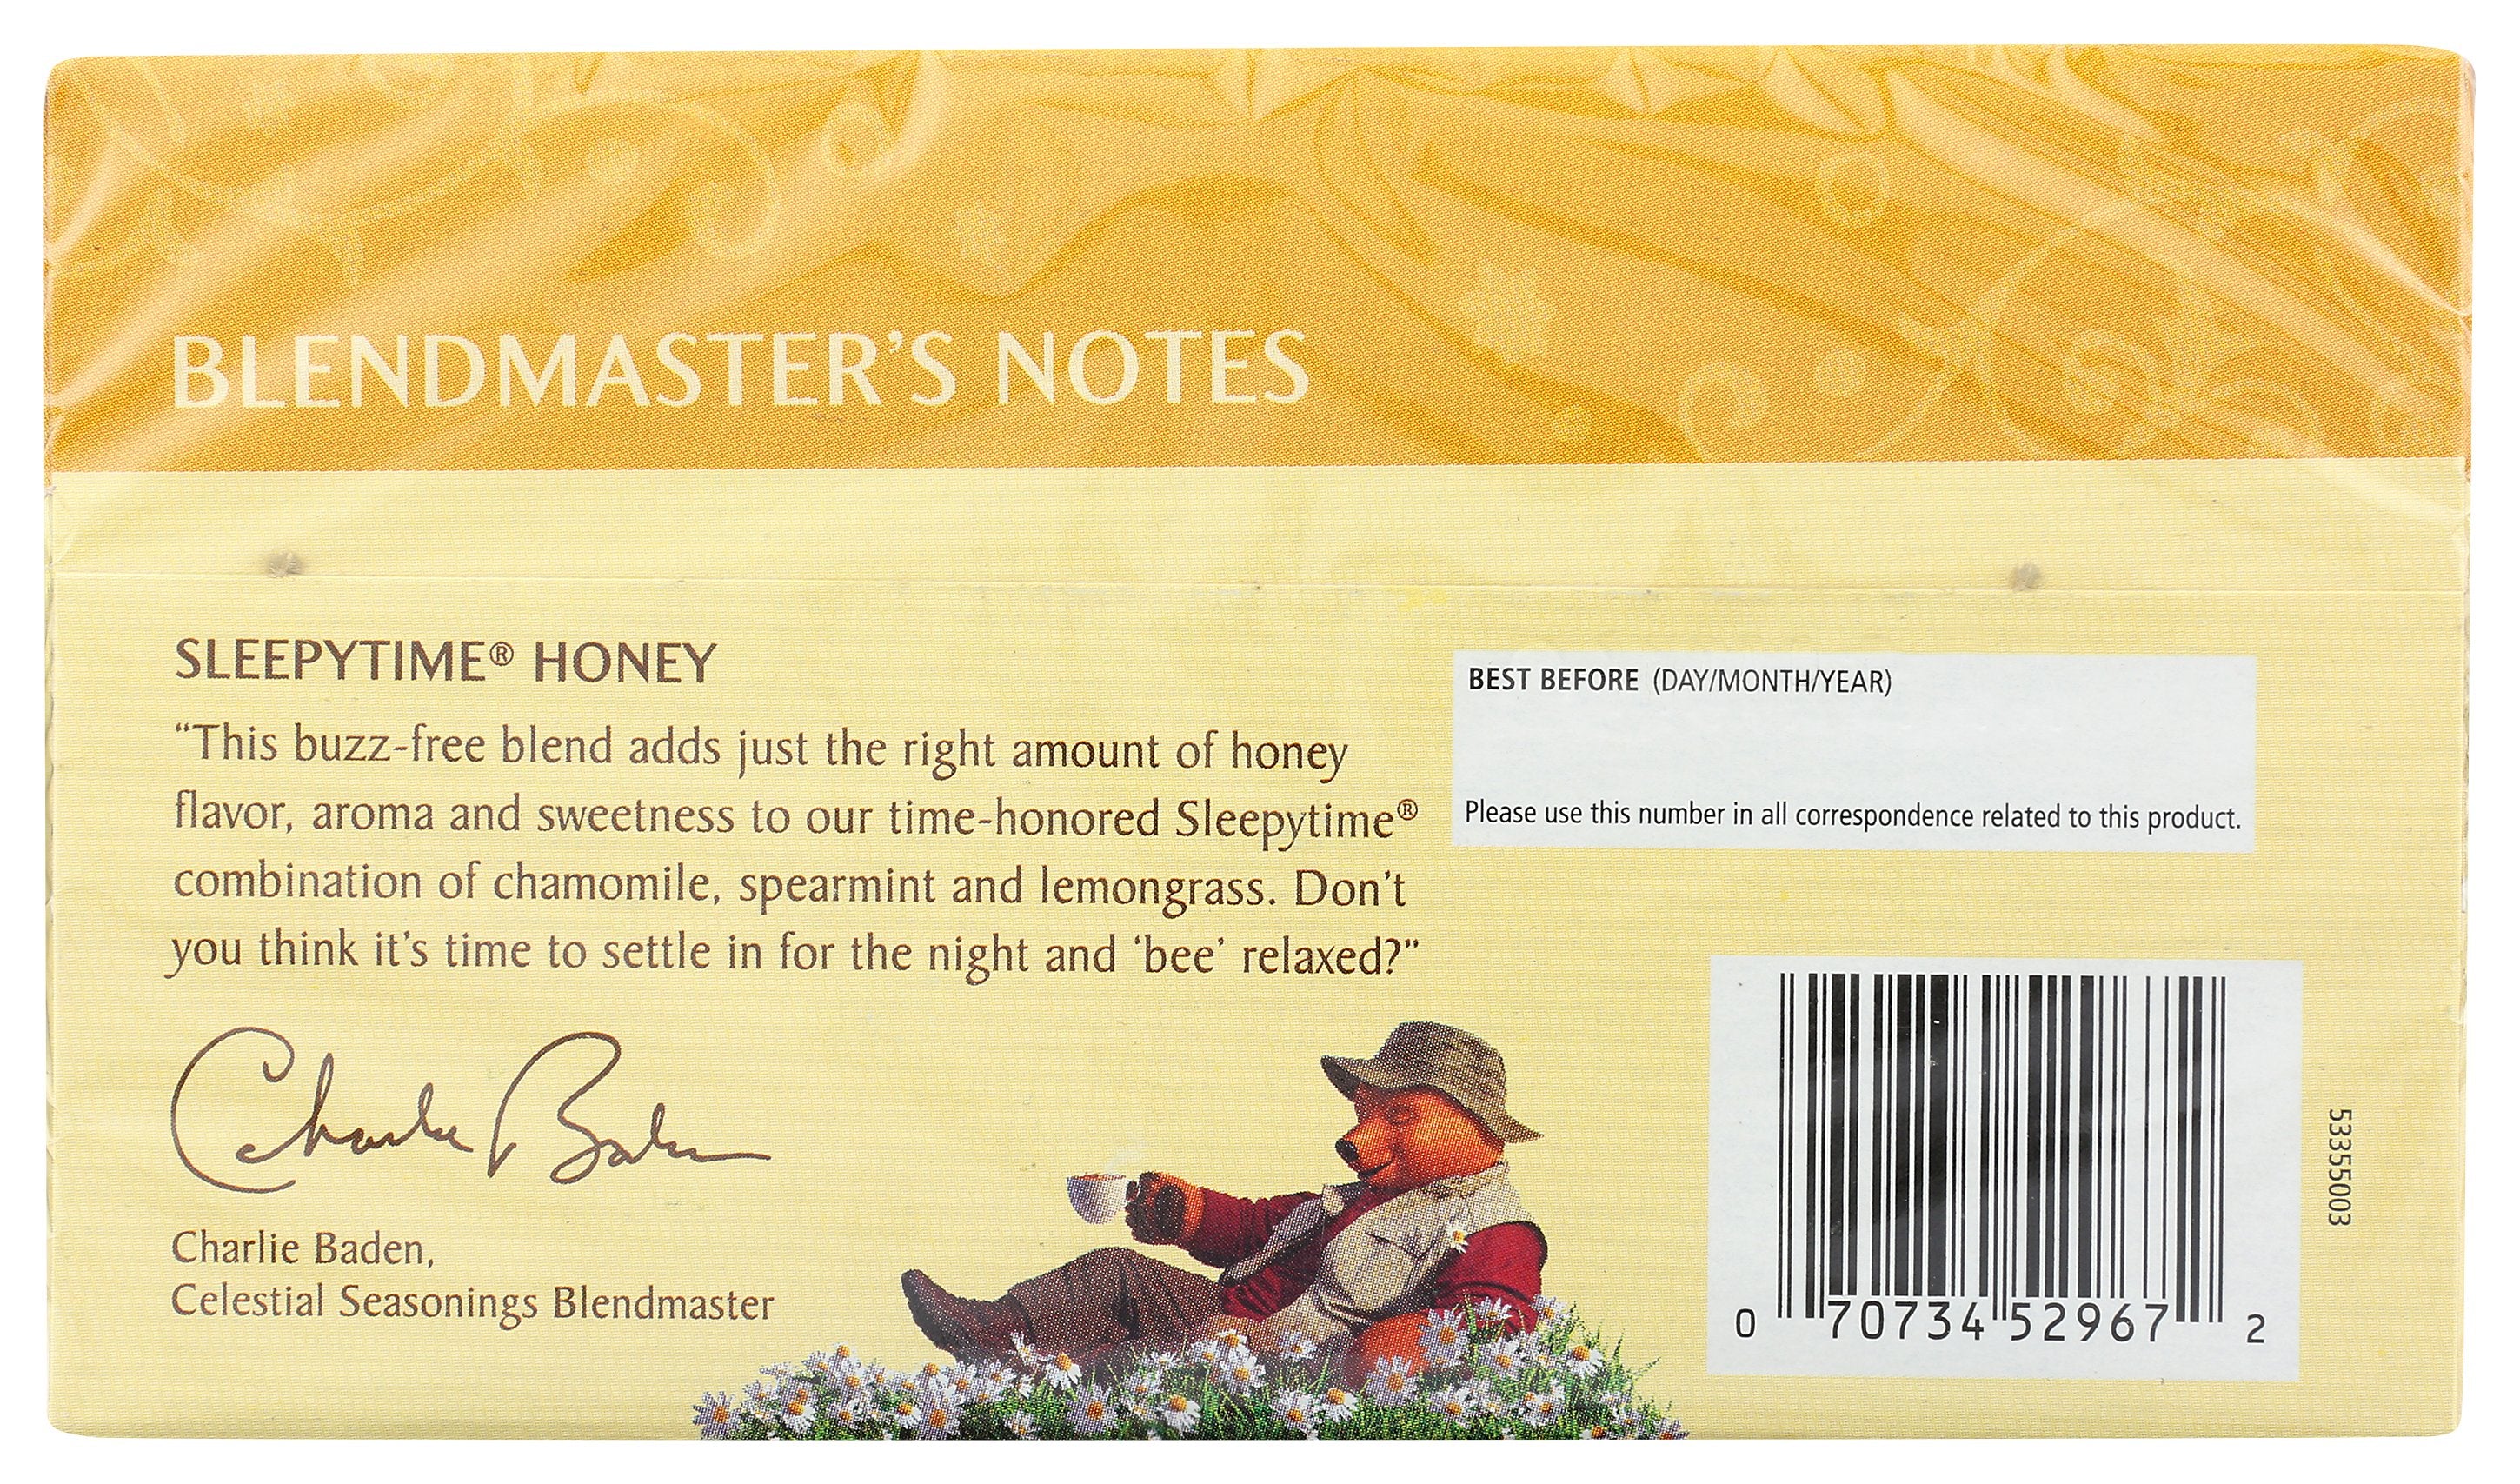 BLENDMASTER’S NOTES
SLEEPYTIME® HONEY
“This buzz-free blend adds just the right amount of honey
flavor, aroma and sweetness to our time-honored Sleepytime®
combination of chamomile, spearmint and lemongrass. Don’t
you think it’s time to settle in for the night and ‘bee’ relaxed?”
Charlie Baden
Charlie Baden,
Celestial Seasonings Blendmaster
BEST BEFORE (DAY/MONTH/YEAR)
Please use this number in all correspondence related to this product.
0 70734 52967 2
53355003